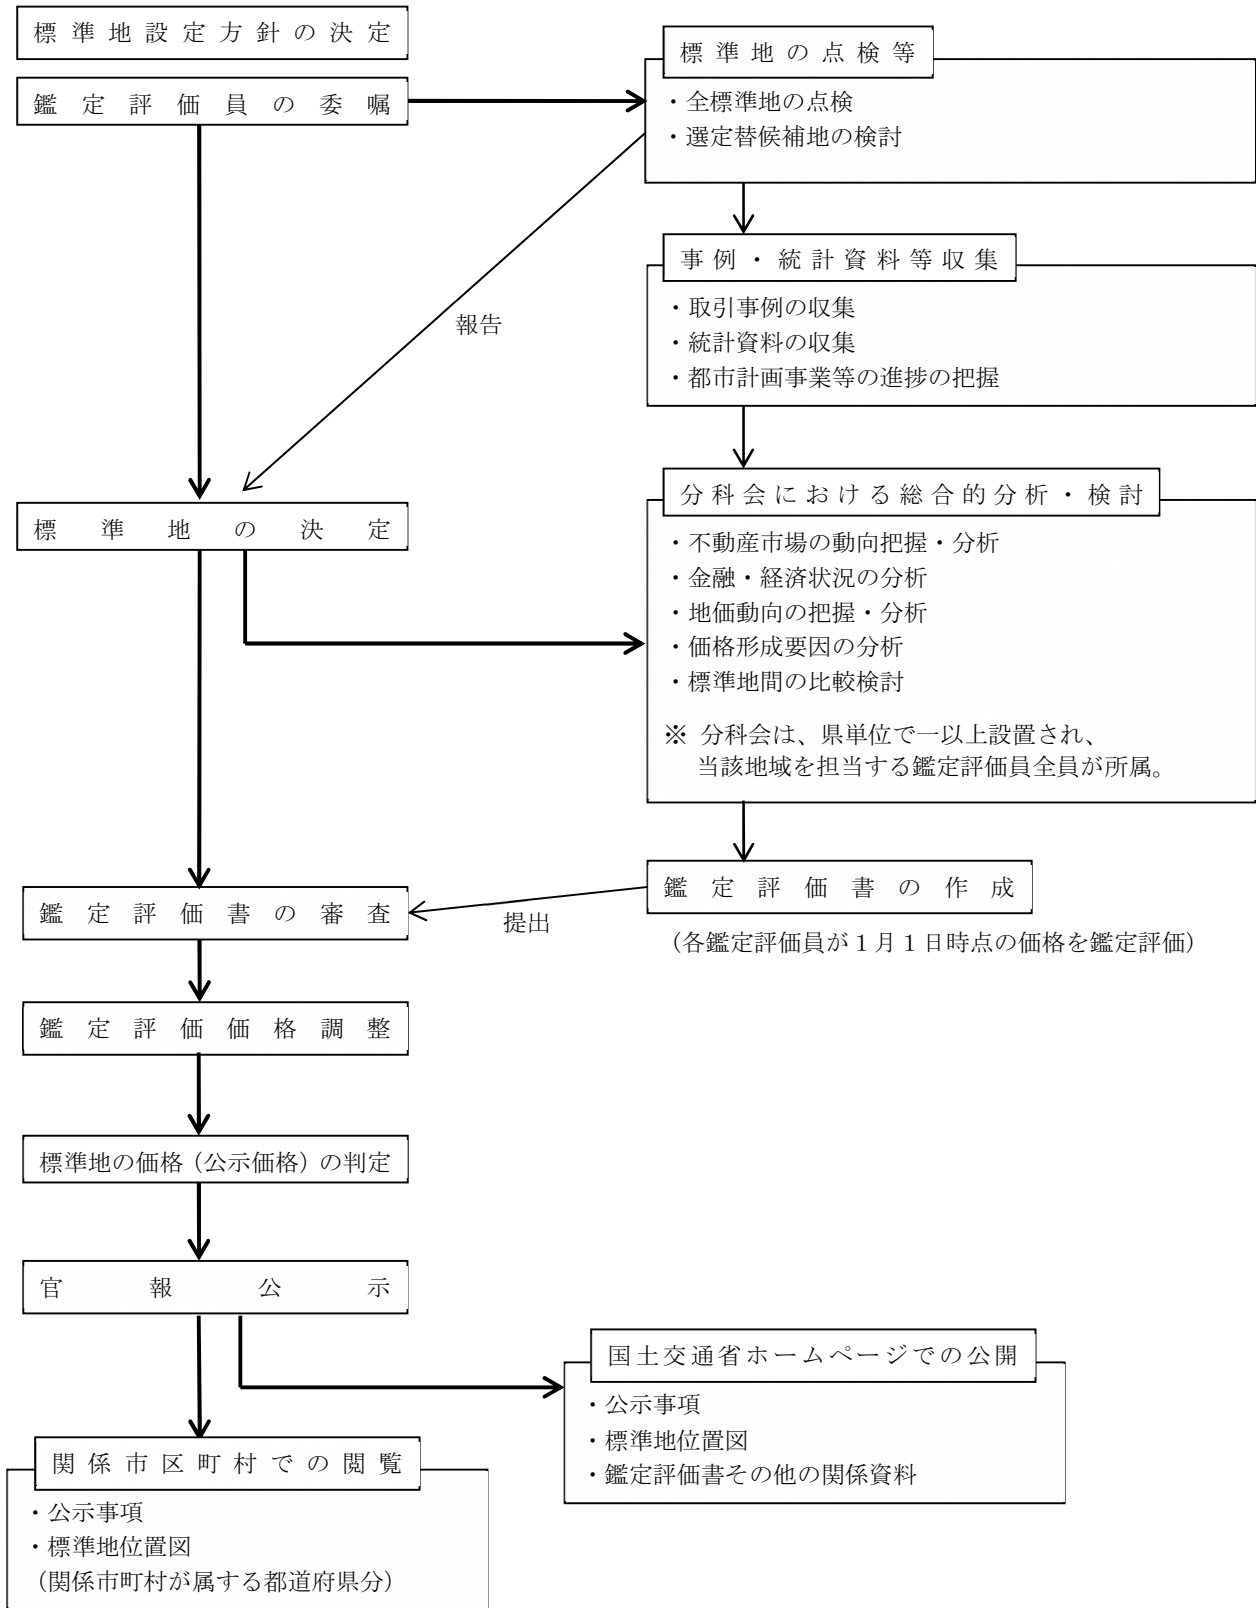 標準地設定方針の決定
鑑定評価員の委嘱
標準地の点検等
・全標準地の点検
・選定替候補地の検討
事例・統計資料等収集
・取引事例の収集
・統計資料の収集
・都市計画事業等の進捗の把握
報告
標準地の決定
分科会における総合的分析・検討
・不動産市場の動向把握・分析
・金融・経済状況の分析
・地価動向の把握・分析
・価格形成要因の分析
・標準地間の比較検討
※ 分科会は、県単位で一以上設置され、
当該地域を担当する鑑定評価員全員が所属。
鑑定評価書の作成
(各鑑定評価員が1月1日時点の価格を鑑定評価)
提出
鑑定評価書の審査
鑑定評価価格調整
標準地の価格(公示価格)の判定
官報公示
国土交通省ホームページでの公開
・公示事項
・標準地位置図
・鑑定評価書その他の関係資料
関係市区町村での閲覧
・公示事項
・標準地位置図
(関係市町村が属する都道府県分)